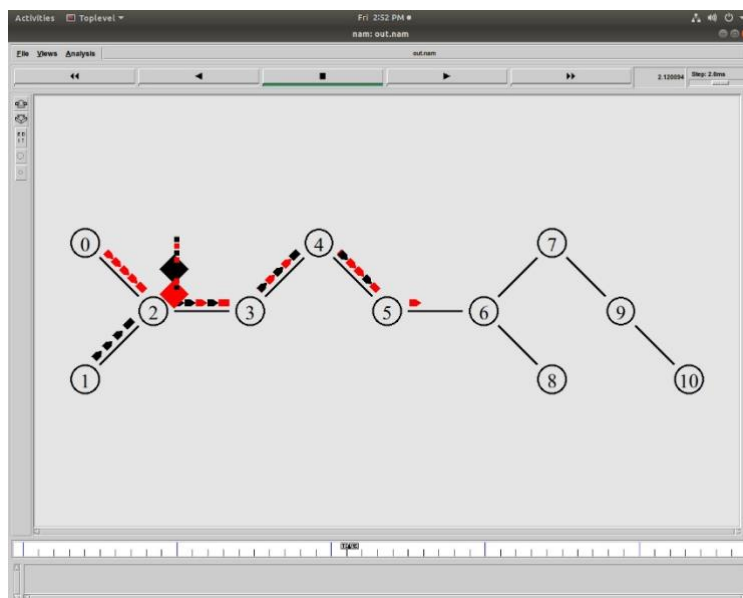 Activities Toplevel Fri 2:52 PM
nam: out.nam
File Views Analysis out.nam
2.120094 Step: 2.0ms
0
1
2
3
4
5
6
7
8
9
10